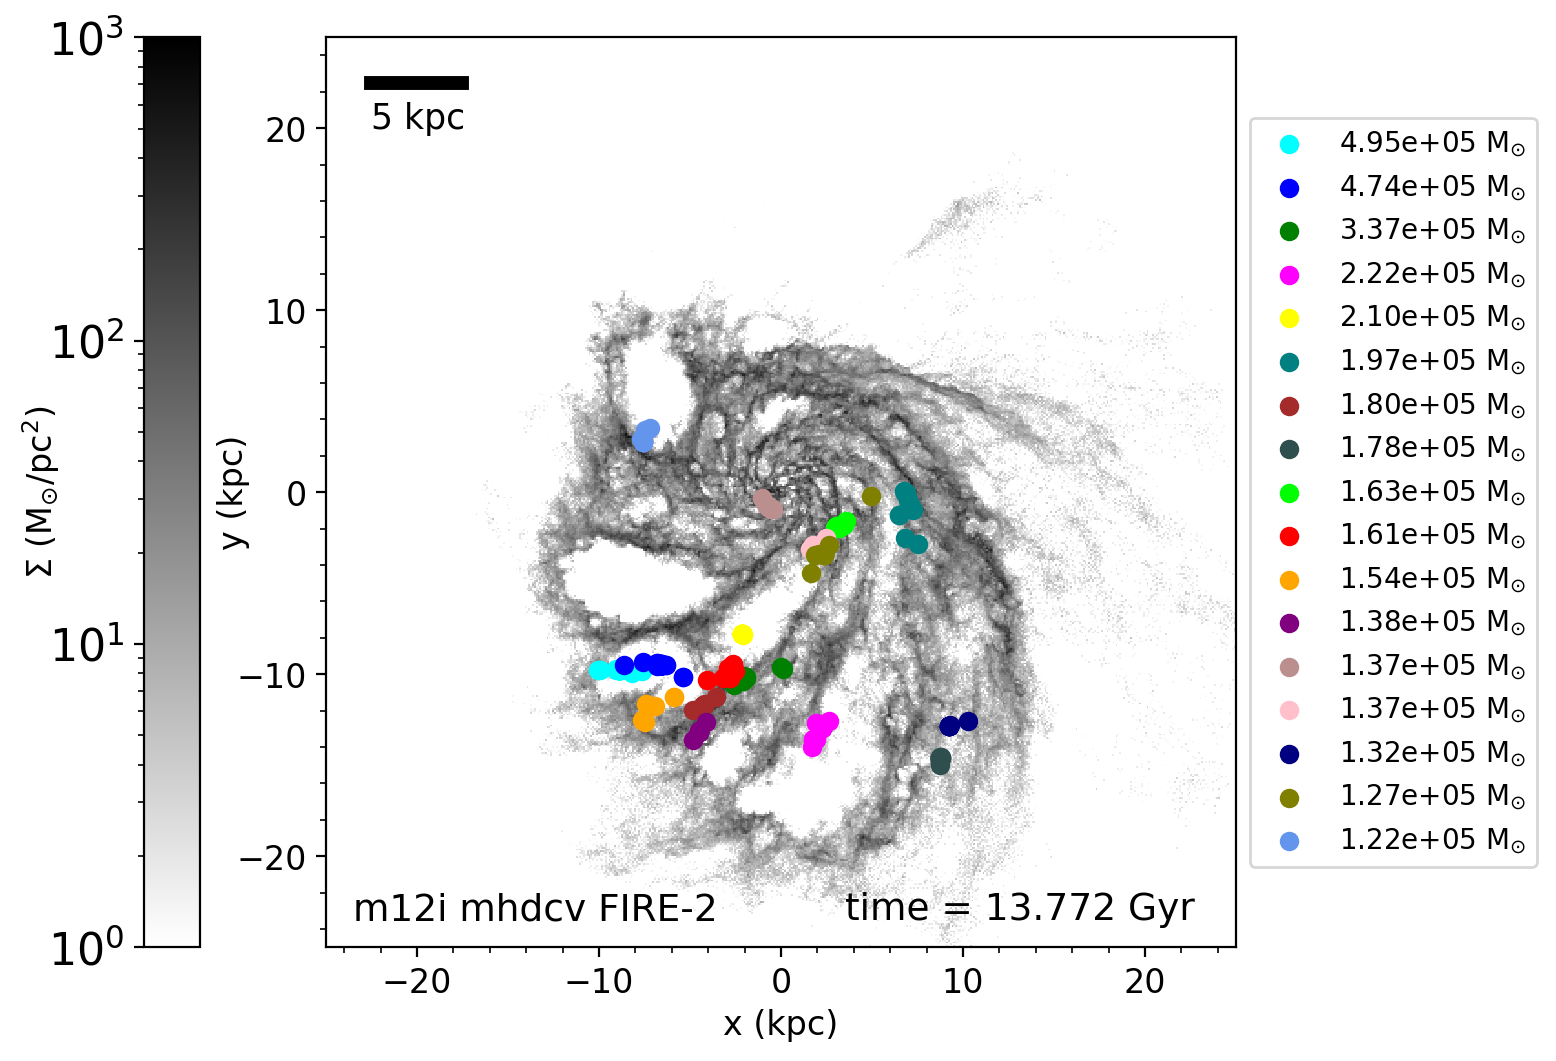 10³
10²
10¹
10⁰
Σ (M⊙/pc²)
5 kpc
20
10
0
−10
−20
y (kpc)
m12i mhdcv FIRE-2
time = 13.772 Gyr
−20
−10
0
10
20
x (kpc)
4.95e+05 M⊙
4.74e+05 M⊙
3.37e+05 M⊙
2.22e+05 M⊙
2.10e+05 M⊙
1.97e+05 M⊙
1.80e+05 M⊙
1.78e+05 M⊙
1.63e+05 M⊙
1.61e+05 M⊙
1.54e+05 M⊙
1.38e+05 M⊙
1.37e+05 M⊙
1.37e+05 M⊙
1.32e+05 M⊙
1.27e+05 M⊙
1.22e+05 M⊙